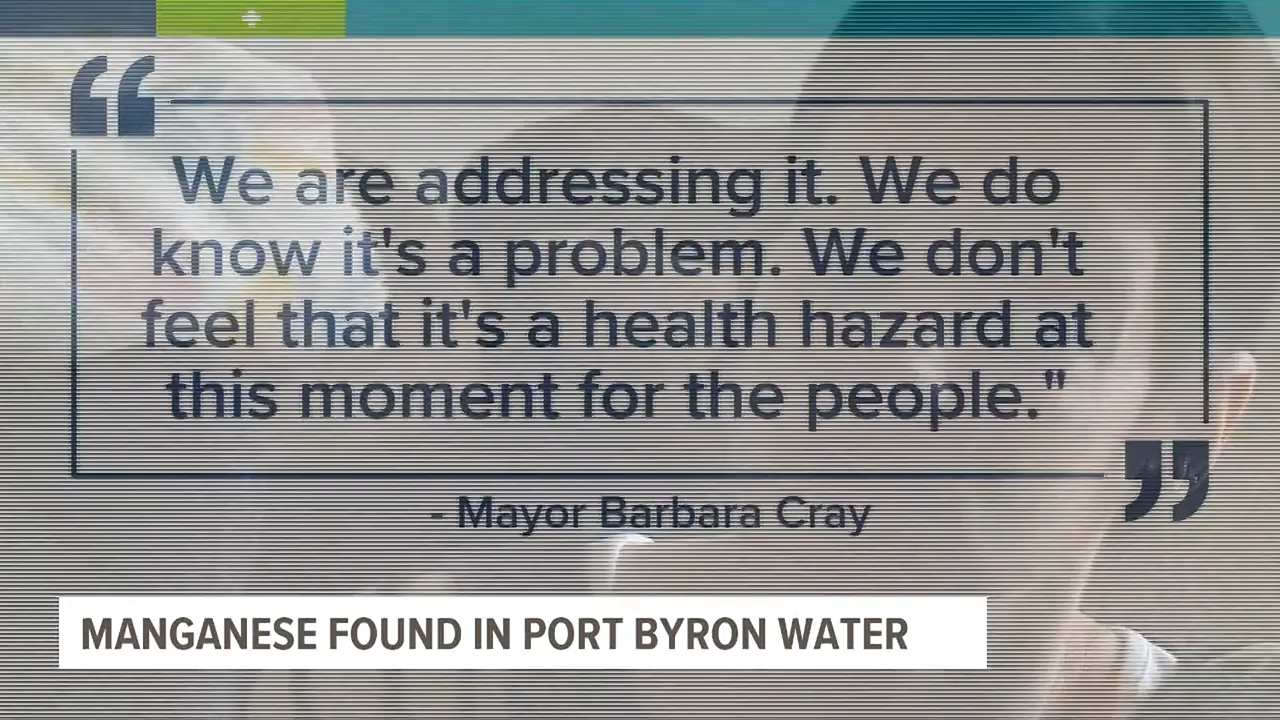 “
We are addressing it. We do
know it's a problem. We don't
feel that it's a health hazard at
this moment for the people."
”
- Mayor Barbara Cray
MANGANESE FOUND IN PORT BYRON WATER